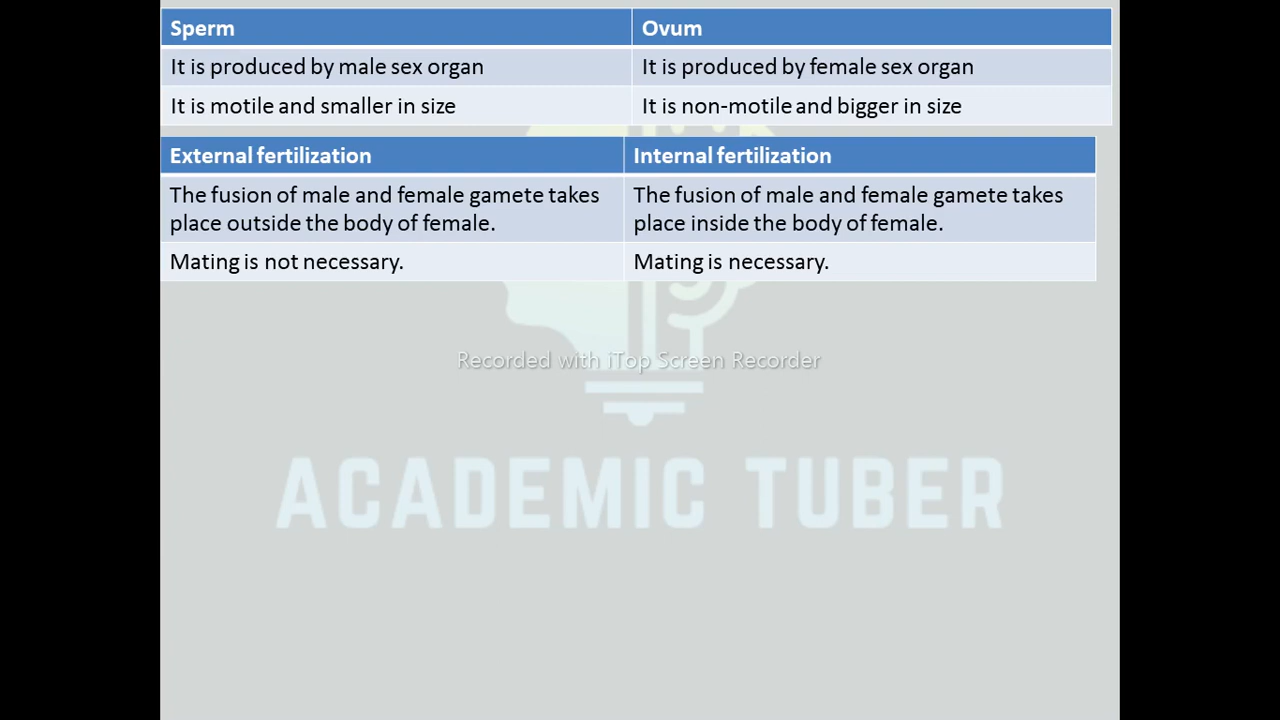 Sperm
Ovum
It is produced by male sex organ
It is produced by female sex organ
It is motile and smaller in size
It is non-motile and bigger in size
External fertilization
Internal fertilization
The fusion of male and female gamete takes
place outside the body of female.
The fusion of male and female gamete takes
place inside the body of female.
Mating is not necessary.
Mating is necessary.
Recorded with iTop Screen Recorder
ACADEMIC TUBER